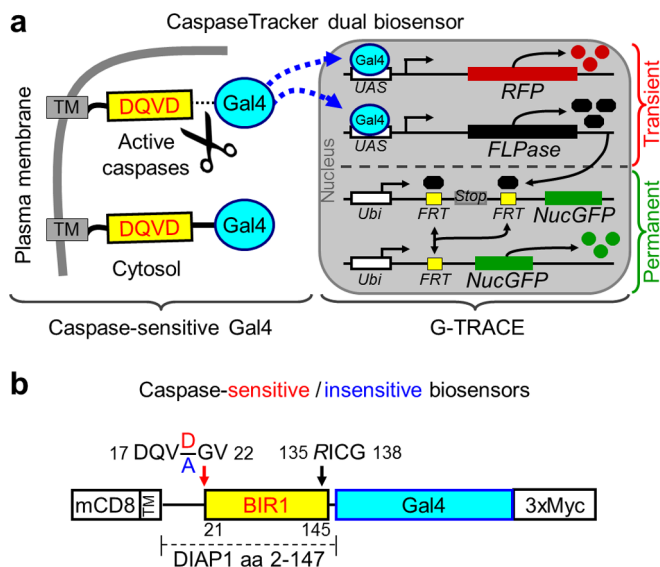 a
CaspaseTracker dual biosensor
Plasma membrane
TM
DQVD
Gal4
Active
caspases
TM
DQVD
Gal4
Cytosol
Caspase-sensitive Gal4
Nucleus
Gal4
UAS
RFP
Gal4
UAS
FLPase
Transient
Ubi
FRT
Stop
FRT
NucGFP
Ubi
FRT
NucGFP
Permanent
G-TRACE
b
Caspase-sensitive / insensitive biosensors
17 DQV D/A GV 22
135 RICG 138
mCD8
TM
BIR1
Gal4
3xMyc
21
145
DIAP1 aa 2-147